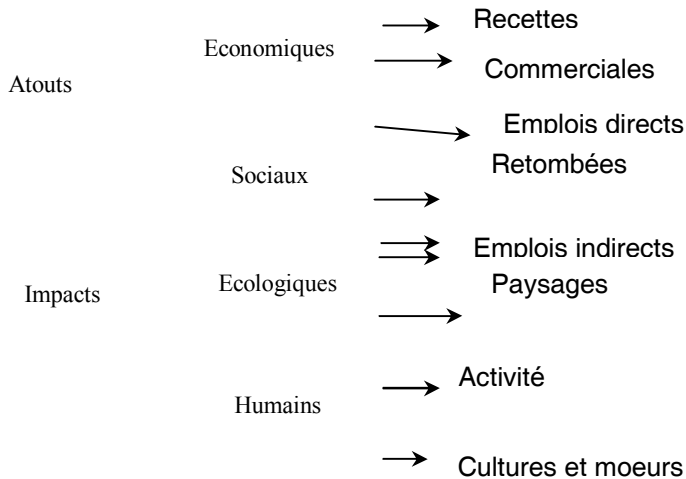 Recettes
Economiques
Commerciales
Atouts
Emplois directs
Retombées
Sociaux
Emplois indirects
Ecologiques
Paysages
Impacts
Activité
Humains
Cultures et moeurs